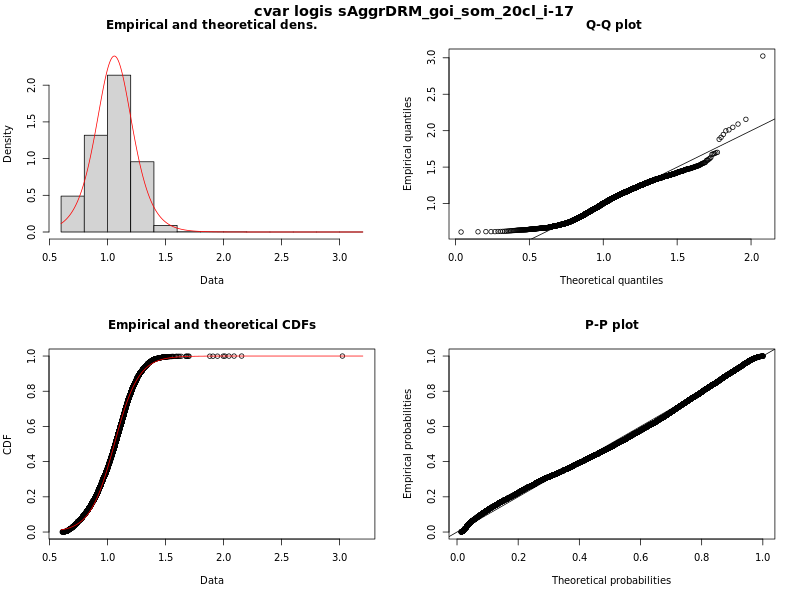 cvar logis sAggrDRM_goi_som_20cl_i-17
Empirical and theoretical dens.
Density
0.0 0.5 1.0 1.5 2.0
0.5 1.0 1.5 2.0 2.5 3.0
Data
Q-Q plot
Empirical quantiles
1.0 1.5 2.0 2.5 3.0
0.0 0.5 1.0 1.5 2.0
Theoretical quantiles
Empirical and theoretical CDFs
CDF
0.0 0.2 0.4 0.6 0.8 1.0
0.5 1.0 1.5 2.0 2.5 3.0
Data
P-P plot
Empirical probabilities
0.0 0.2 0.4 0.6 0.8 1.0
0.0 0.2 0.4 0.6 0.8 1.0
Theoretical probabilities